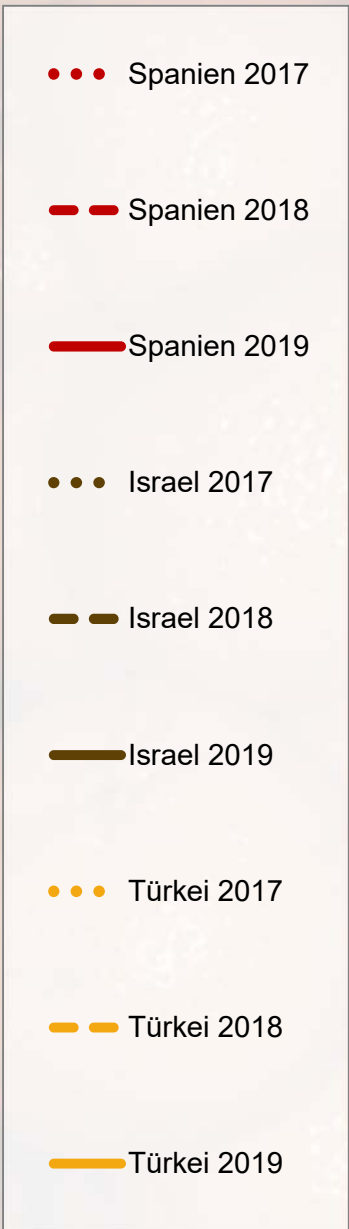 Spanien 2017
Spanien 2018
Spanien 2019
Israel 2017
Israel 2018
Israel 2019
Türkei 2017
Türkei 2018
Türkei 2019